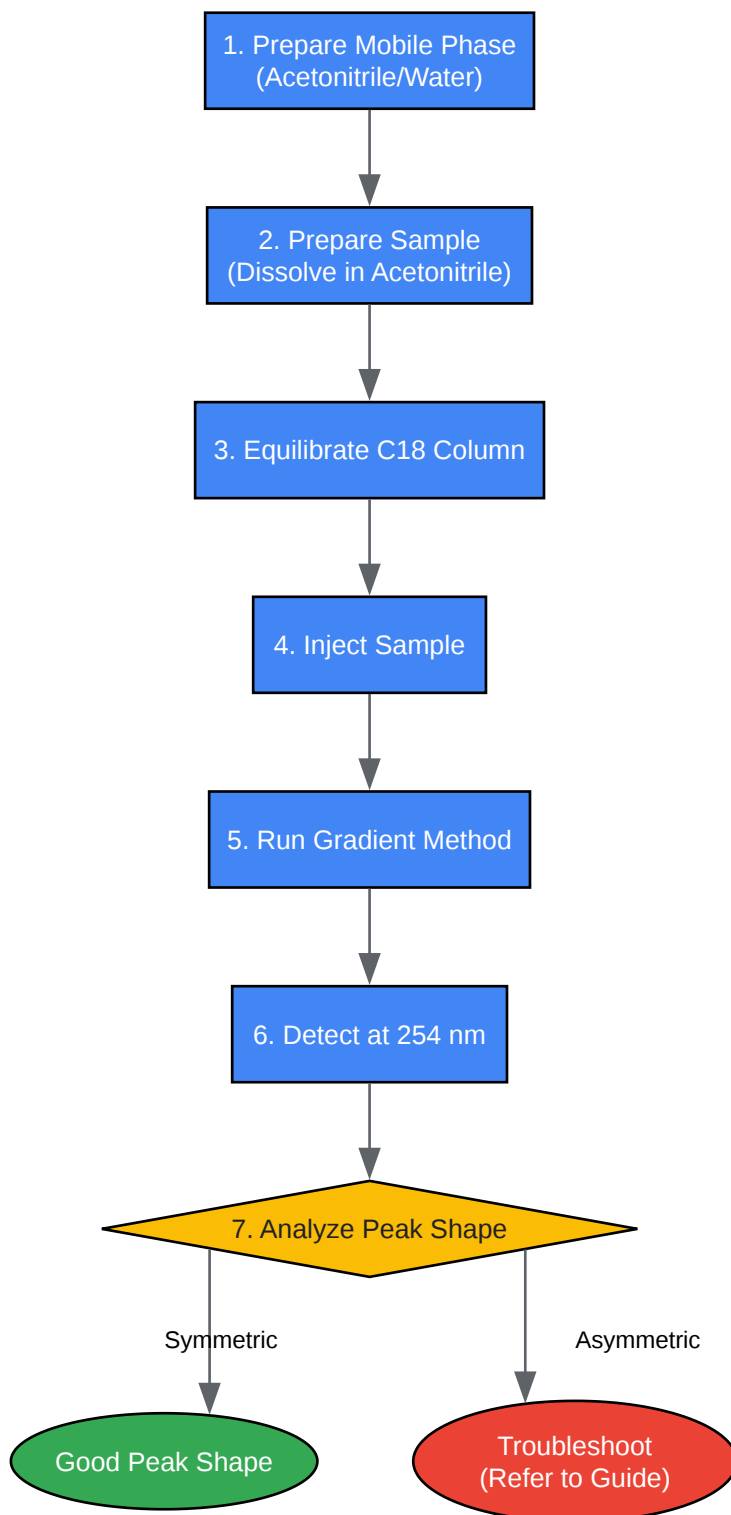 1. Prepare Mobile Phase
(Acetonitrile/Water)
2. Prepare Sample
(Dissolve in Acetonitrile)
3. Equilibrate C18 Column
4. Inject Sample
5. Run Gradient Method
6. Detect at 254 nm
7. Analyze Peak Shape
Symmetric
Asymmetric
Good Peak Shape
Troubleshoot
(Refer to Guide)